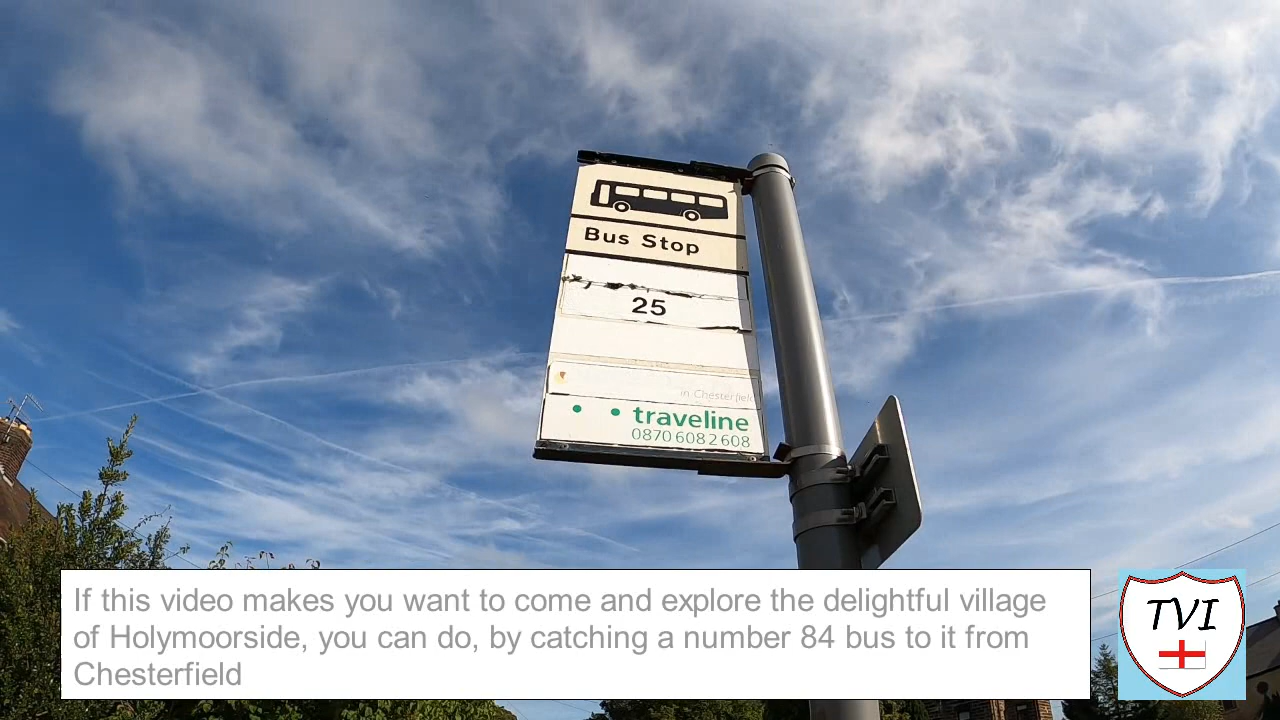 Bus Stop
25
in Chesterfield
traveline
0870 608 2 608
If this video makes you want to come and explore the delightful village
of Holymoorside, you can do, by catching a number 84 bus to it from
Chesterfield
TVI